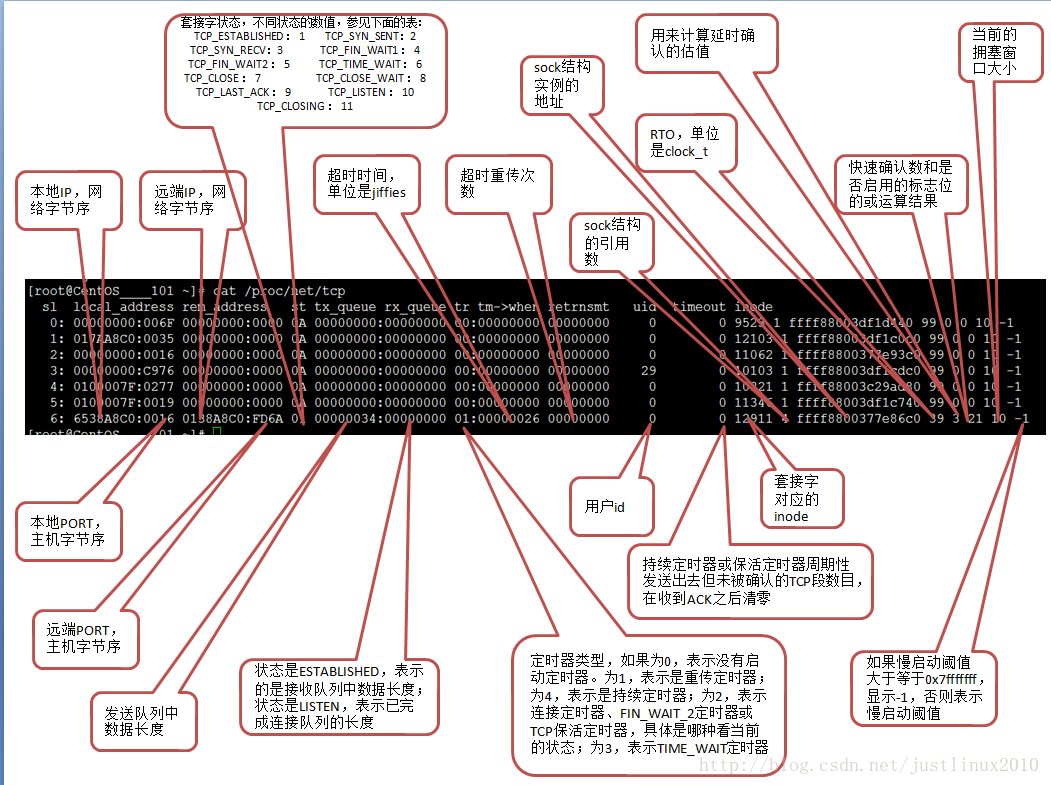 套接字状态，不同状态的数值，参见下面的表：
TCP_ESTABLISHED：1 TCP_SYN_SENT：2
TCP_SYN_RECV：3 TCP_FIN_WAIT1：4
TCP_FIN_WAIT2：5 TCP_TIME_WAIT：6
TCP_CLOSE：7 TCP_CLOSE_WAIT：8
TCP_LAST_ACK：9 TCP_LISTEN：10
TCP_CLOSING：11
用来计算延时确
认的估值
当前的
拥塞窗
口大小
sock结构
实例的
地址
RTO，单位
是clock_t
本地IP，网
络字节序
远端IP，网
络字节序
超时时间，
单位是jiffies
超时重传次
数
快速确认数和是
否启用的标志位
的或运算结果
sock结构
的引用
数
[root@CentOS____101 ~]# cat /proc/net/tcp
sl local_address rem_address st tx_queue rx_queue tr tm->when retrnsmt uid timeout inode
0: 00000000:006F 00000000:0000 0A 00000000:00000000 00:00000000 00000000 0 0 9529 1 ffff88003df1d440 99 0 0 10 -1
1: 017AA8C0:0035 00000000:0000 0A 00000000:00000000 00:00000000 00000000 0 0 12103 1 ffff88003df1c0c0 99 0 0 10 -1
2: 00000000:0016 00000000:0000 0A 00000000:00000000 00:00000000 00000000 0 0 11062 1 ffff8800377e93c0 99 0 0 10 -1
3: 00000000:C976 00000000:0000 0A 00000000:00000000 00:00000000 00000000 29 0 10103 1 99 0 0 10 -1
4: 0100007F:0277 00000000:0000 0A 00000000:00000000 00:00000000 00000000 0 0 1 99 0 0 10 -1
5: 0100007F:0019 00000000:0000 0A 00000000:00000000 00:00000000 00000000 0 0 1 ffff88003df1c740 99 0 0 10 -1
6: 6538A8C0:0016 0138A8C0:FD6A 00000034:00000000 01:00000026 00000000 0 0 12911 4 ffff8800377e86c0 39 3 21 10 -1
[root@CentOS____101 ~]#
本地PORT，
主机字节序
用户id
套接字
对应的
inode
持续定时器或保活定时器周期性
发送出去但未被确认的TCP段数目，
在收到ACK之后清零
远端PORT，
主机字节序
发送队列中
数据长度
状态是ESTABLISHED，表示
的是接收队列中数据长度；
状态是LISTEN，表示已完
成连接队列的长度
定时器类型，如果为0，表示没有启
动定时器。为1，表示是重传定时器；
为4，表示是持续定时器；为2，表示
连接定时器、FIN_WAIT_2定时器或
TCP保活定时器，具体是哪种看当前
的状态；为3，表示TIME_WAIT定时器
如果慢启动阈值
大于等于0x7fffffff，
显示-1，否则表示
慢启动阈值
http://blog.csdn.net/justlinux2010